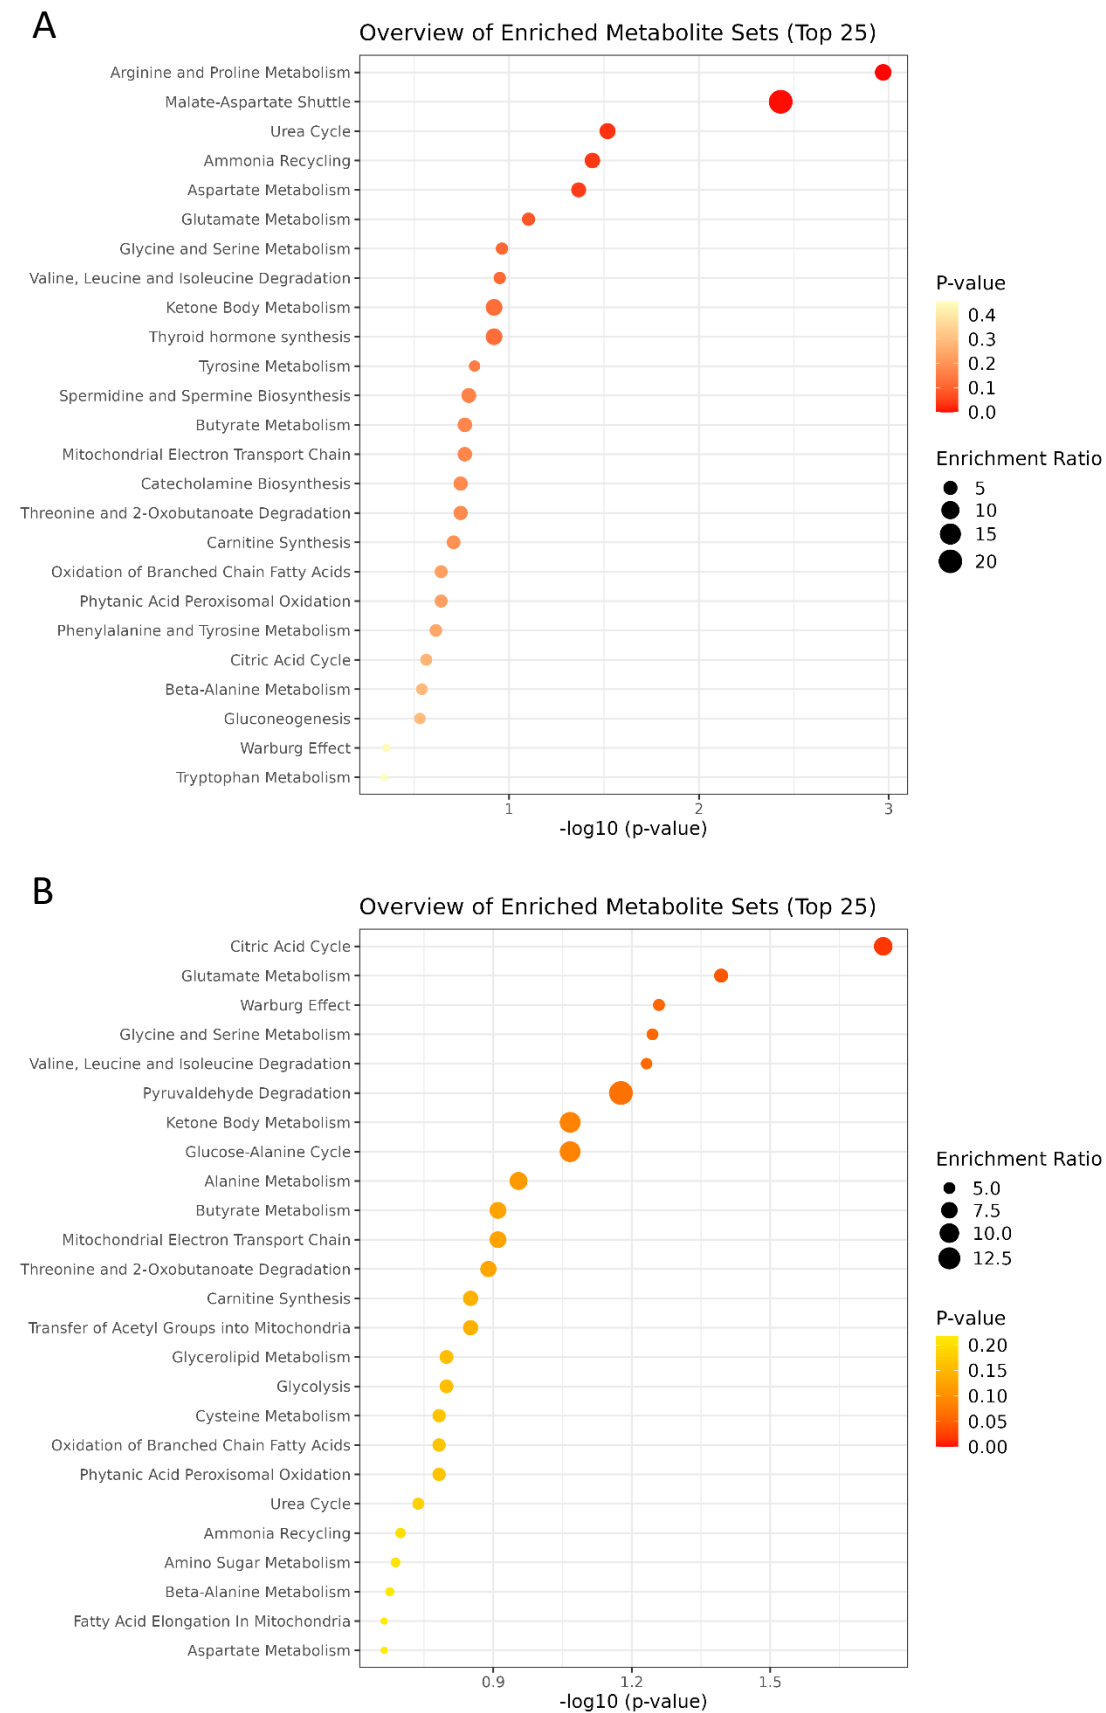 A
Overview of Enriched Metabolite Sets (Top 25)
Arginine and Proline Metabolism
Malate-Aspartate Shuttle
Urea Cycle
Ammonia Recycling
Aspartate Metabolism
Glutamate Metabolism
Glycine and Serine Metabolism
Valine, Leucine and Isoleucine Degradation
Ketone Body Metabolism
Thyroid hormone synthesis
Tyrosine Metabolism
Spermidine and Spermine Biosynthesis
Butyrate Metabolism
Mitochondrial Electron Transport Chain
Catecholamine Biosynthesis
Threonine and 2-Oxobutanoate Degradation
Carnitine Synthesis
Oxidation of Branched Chain Fatty Acids
Phytanic Acid Peroxisomal Oxidation
Phenylalanine and Tyrosine Metabolism
Citric Acid Cycle
Beta-Alanine Metabolism
Gluconeogenesis
Warburg Effect
Tryptophan Metabolism
1 2 3
-log10 (p-value)
P-value
0.4
0.3
0.2
0.1
0.0
Enrichment Ratio
5
10
15
20
B
Overview of Enriched Metabolite Sets (Top 25)
Citric Acid Cycle
Glutamate Metabolism
Warburg Effect
Glycine and Serine Metabolism
Valine, Leucine and Isoleucine Degradation
Pyruvaldehyde Degradation
Ketone Body Metabolism
Glucose-Alanine Cycle
Alanine Metabolism
Butyrate Metabolism
Mitochondrial Electron Transport Chain
Threonine and 2-Oxobutanoate Degradation
Carnitine Synthesis
Transfer of Acetyl Groups into Mitochondria
Glycerolipid Metabolism
Glycolysis
Cysteine Metabolism
Oxidation of Branched Chain Fatty Acids
Phytanic Acid Peroxisomal Oxidation
Urea Cycle
Ammonia Recycling
Amino Sugar Metabolism
Beta-Alanine Metabolism
Fatty Acid Elongation In Mitochondria
Aspartate Metabolism
0.9 1.2 1.5
-log10 (p-value)
Enrichment Ratio
5.0
7.5
10.0
12.5
P-value
0.20
0.15
0.10
0.05
0.00